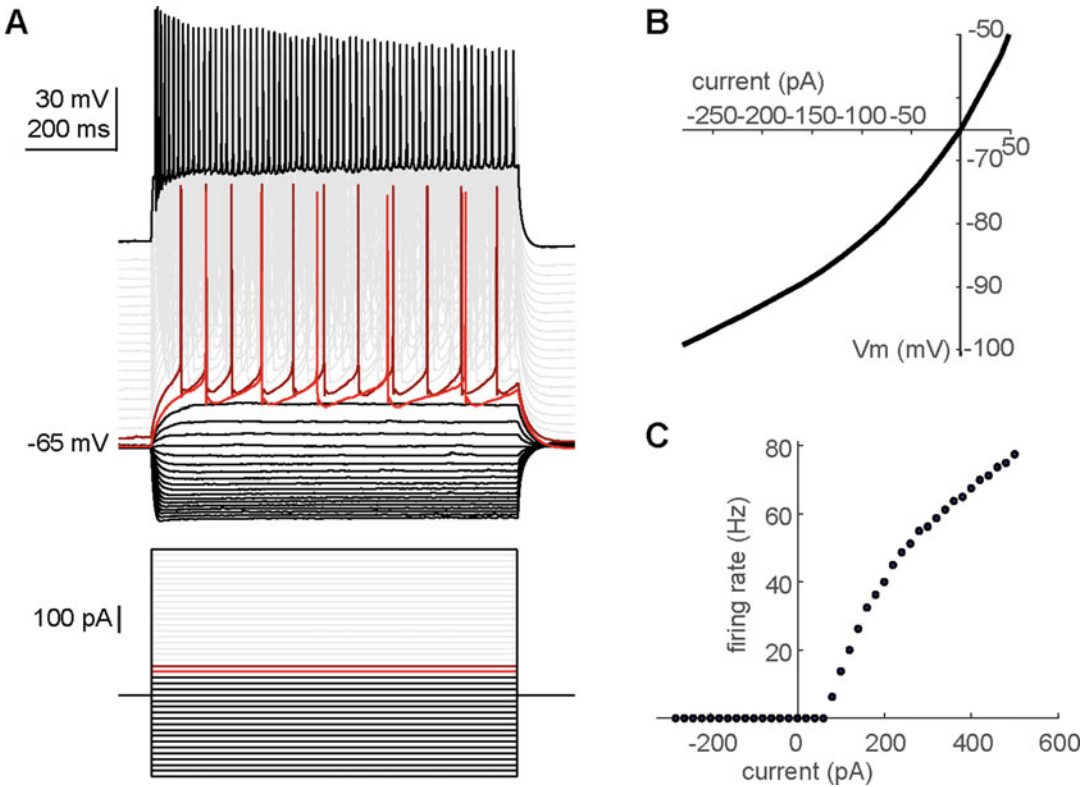 A
30 mV
200 ms
-65 mV
100 pA
B
-50
current (pA)
-250 -200 -150 -100 -50
50
-70
-80
-90
Vm (mV)
-100
C
80
60
40
20
firing rate (Hz)
-200 0 200 400 600
current (pA)